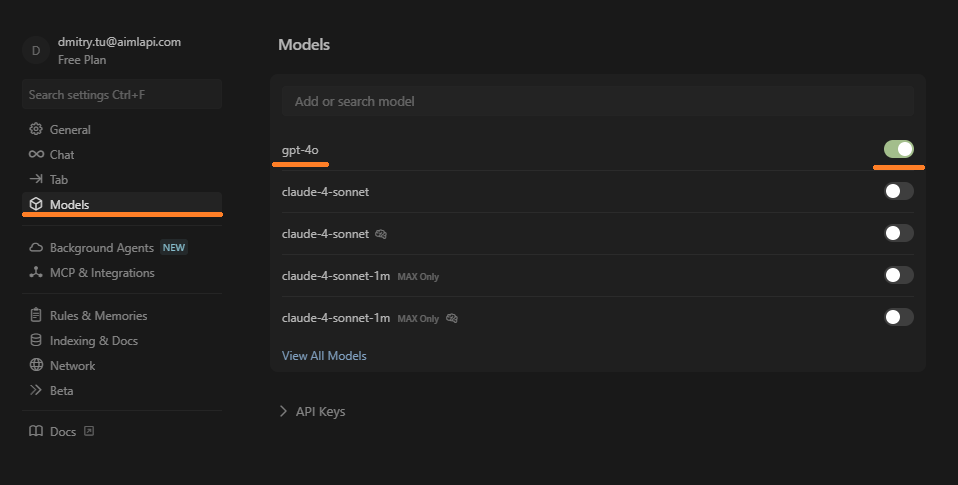 D
dmitry.tu@aimlapi.com
Free Plan
Search settings Ctrl+F
General
Chat
Tab
Models
Background Agents NEW
MCP & Integrations
Rules & Memories
Indexing & Docs
Network
Beta
Docs
Models
Add or search model
gpt-4o
claude-4-sonnet
claude-4-sonnet
claude-4-sonnet-1m MAX Only
claude-4-sonnet-1m MAX Only
View All Models
API Keys